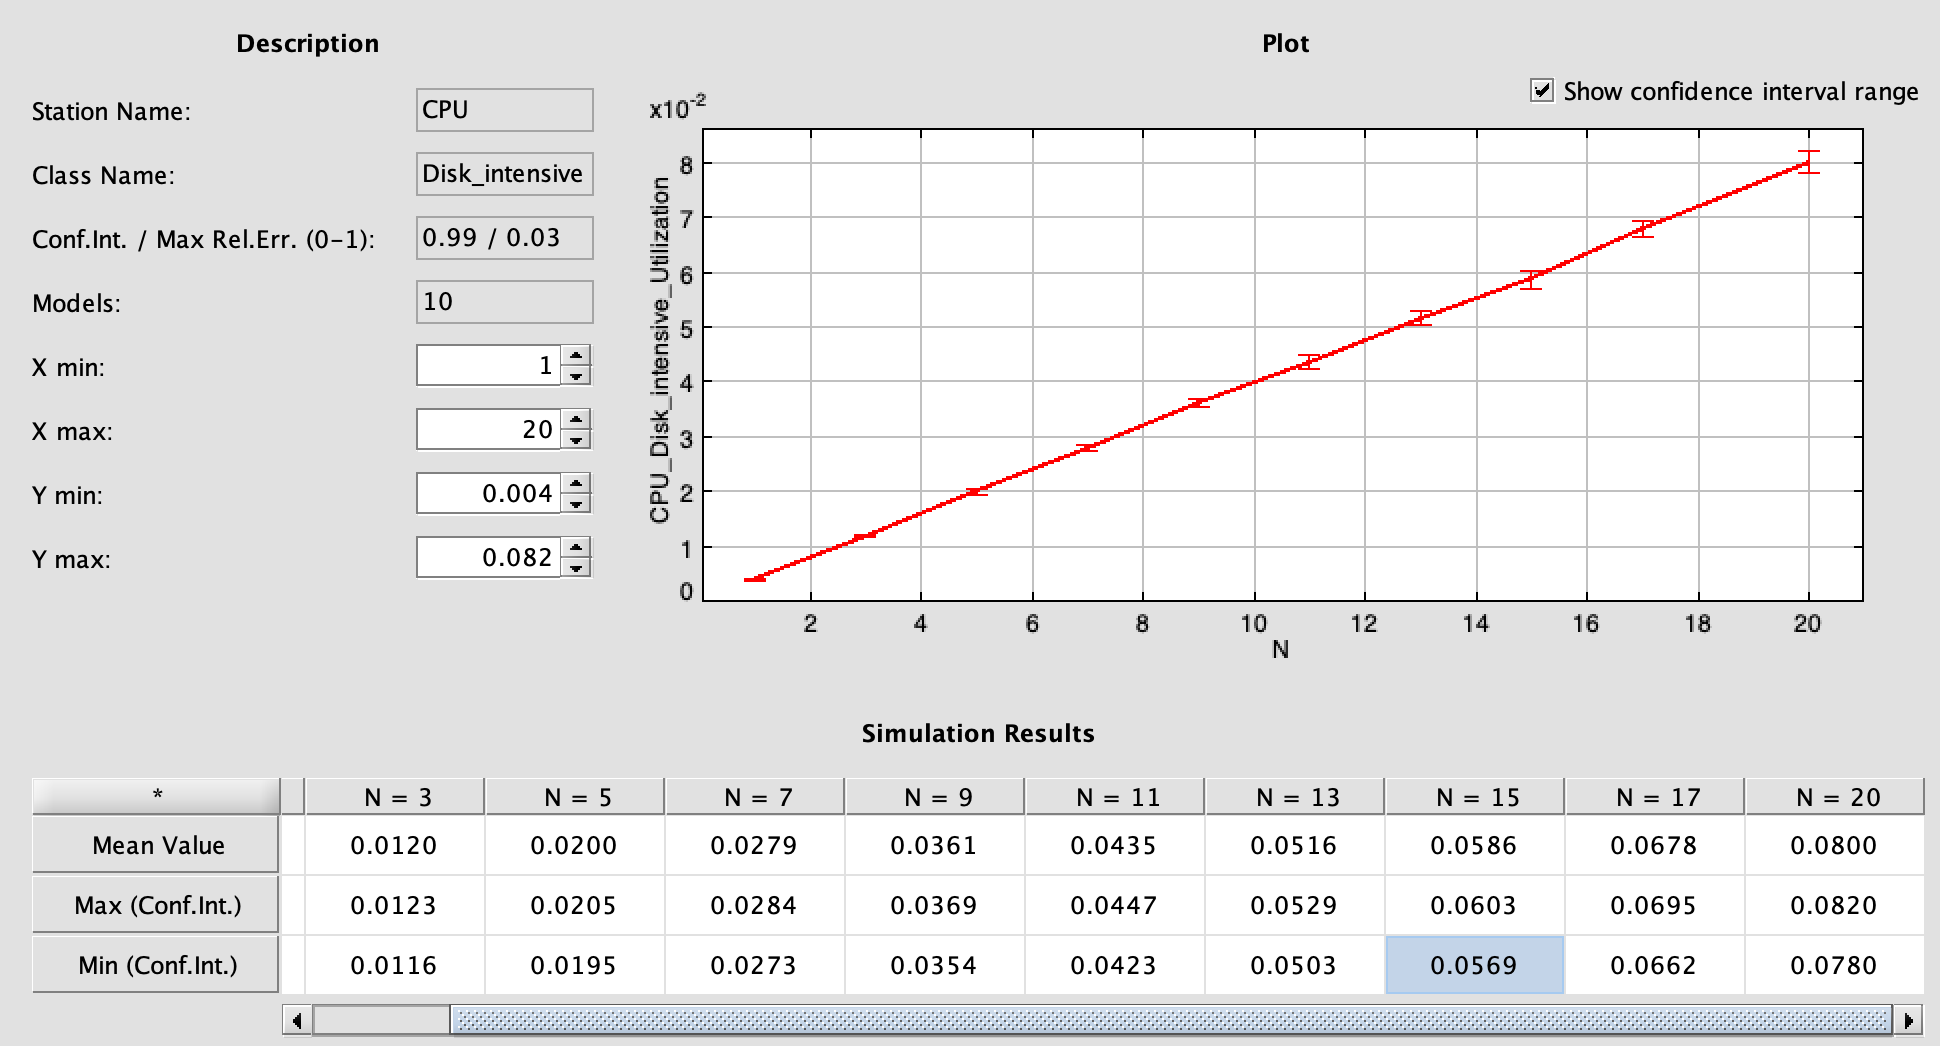 Description
Station Name: CPU
Class Name: Disk_intensive
Conf.Int. / Max Rel.Err. (0-1): 0.99 / 0.03
Models: 10
X min: 1
X max: 20
Y min: 0.004
Y max: 0.082
Plot
Show confidence interval range
x10-2
CPU_Disk_intensive_Utilization
8
7
6
5
4
3
2
1
0
2 4 6 8 10 12 14 16 18 20
N
Simulation Results
* N = 3 N = 5 N = 7 N = 9 N = 11 N = 13 N = 15 N = 17 N = 20
Mean Value 0.0120 0.0200 0.0279 0.0361 0.0435 0.0516 0.0586 0.0678 0.0800
Max (Conf.Int.) 0.0123 0.0205 0.0284 0.0369 0.0447 0.0529 0.0603 0.0695 0.0820
Min (Conf.Int.) 0.0116 0.0195 0.0273 0.0354 0.0423 0.0503 0.0569 0.0662 0.0780